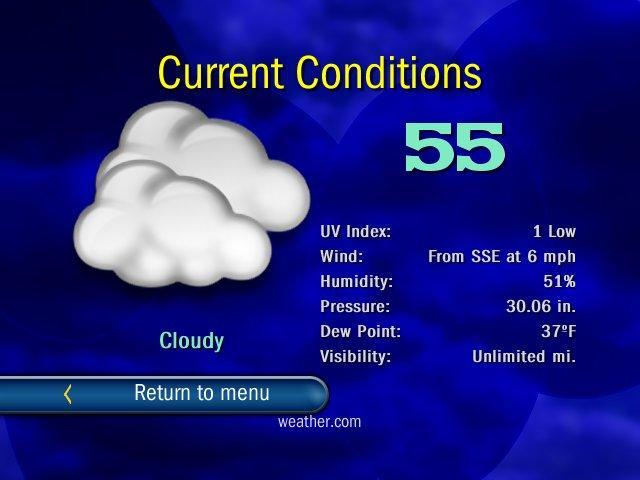 Current Conditions
55
UV Index: 1 Low
Wind: From SSE at 6 mph
Humidity: 51%
Pressure: 30.06 in.
Dew Point: 37ºF
Visibility: Unlimited mi.
Cloudy
< Return to menu
weather.com